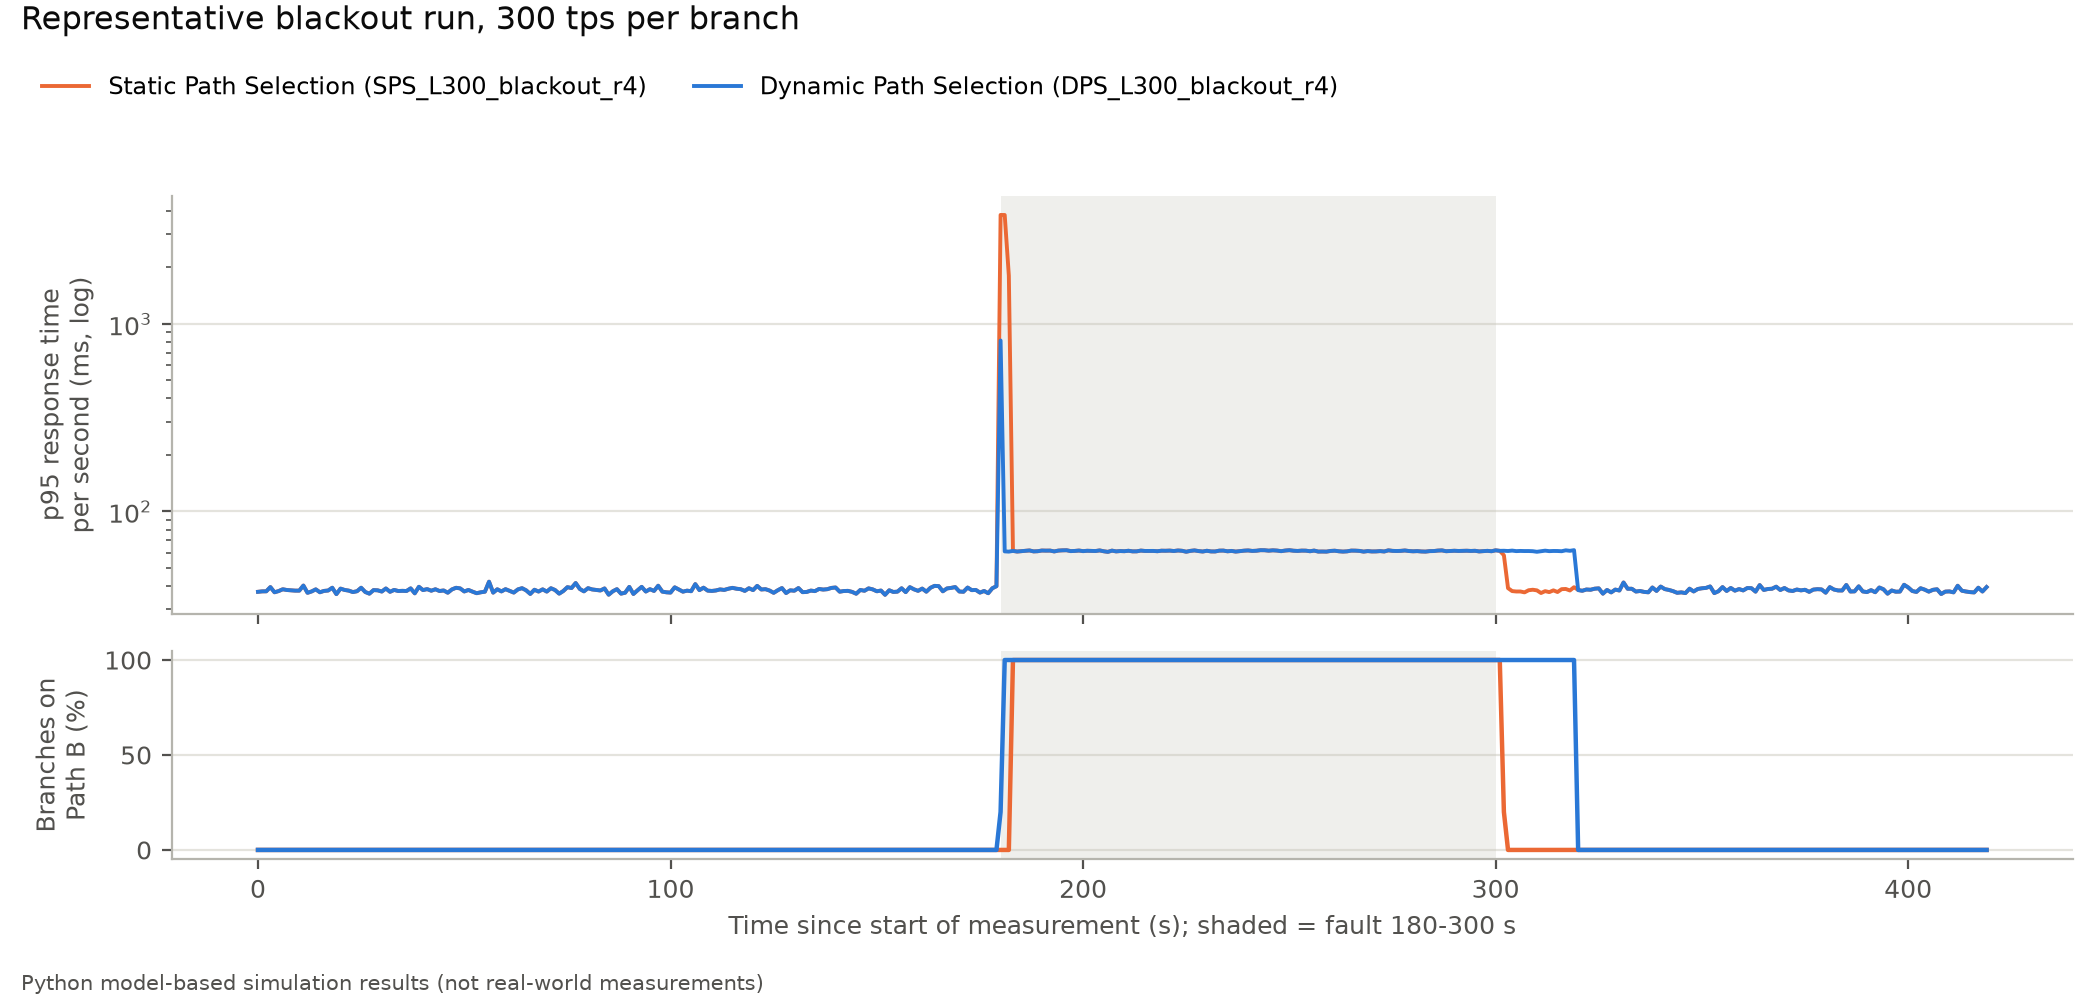 Representative blackout run, 300 tps per branch
Static Path Selection (SPS_L300_blackout_r4)
Dynamic Path Selection (DPS_L300_blackout_r4)
p95 response time
per second (ms, log)
10³
10²
Branches on
Path B (%)
100
50
0
0 100 200 300 400
Time since start of measurement (s); shaded = fault 180-300 s
Python model-based simulation results (not real-world measurements)